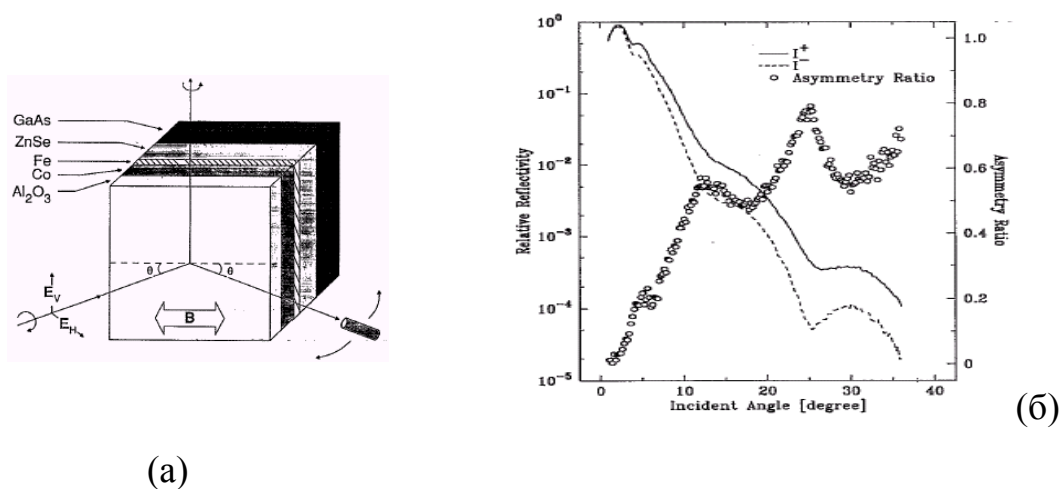 GaAs
ZnSe
Fe
Co
Al₂O₃
θ
θ
E_V
E_H
B
10⁰
10⁻¹
10⁻²
10⁻³
10⁻⁴
10⁻⁵
Relative Reflectivity
I⁺
I⁻
Asymmetry Ratio
1.0
0.8
0.6
0.4
0.2
0
Asymmetry Ratio
0
10
20
30
40
Incident Angle [degree]
(a)
(б)